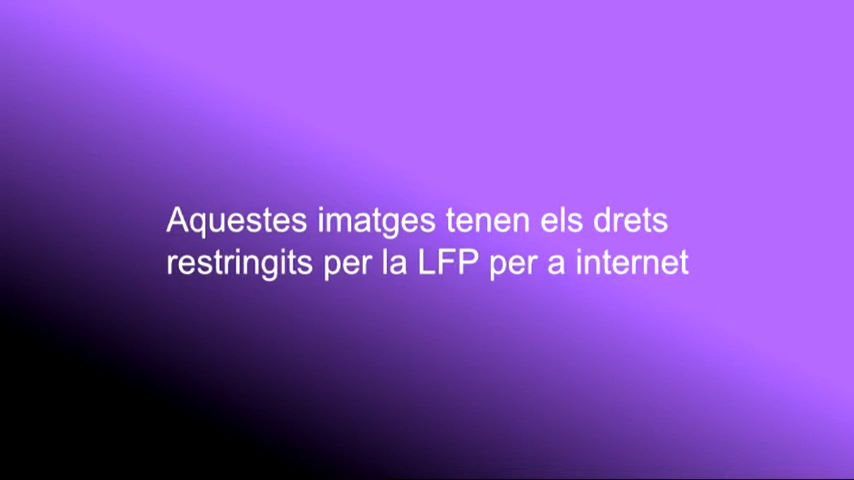 Aquestes imatges tenen els drets
restringits per la LFP per a internet